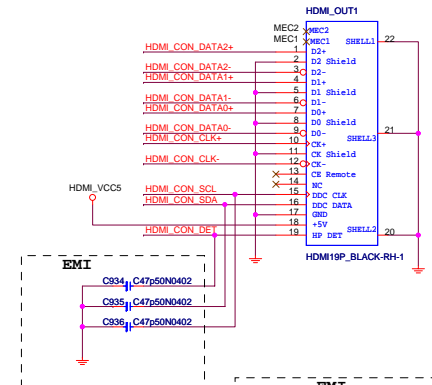 HDMI_OUT1
MEC2 MEC2
MEC1 MEC1 SHELL1 22
HDMI_CON_DATA2+ 1 D2+
2 D2 Shield
HDMI_CON_DATA2- 3 D2-
HDMI_CON_DATA1+ 4 D1+
5 D1 Shield
HDMI_CON_DATA1- 6 D1-
HDMI_CON_DATA0+ 7 D0+
8 D0 Shield
HDMI_CON_DATA0- 9 D0- SHELL3 21
HDMI_CON_CLK+ 10 CK+
11 CK Shield
HDMI_CON_CLK- 12 CK-
13 CE Remote
14 NC
HDMI_VCC5 HDMI_CON_SCL 15 DDC CLK
HDMI_CON_SDA 16 DDC DATA
17 GND
18 +5V SHELL2 20
HDMI_CON_DET 19 HP DET
HDMI19P_BLACK-RH-1
EMI
C934 C47p50N0402
C935 C47p50N0402
C936 C47p50N0402
EMI